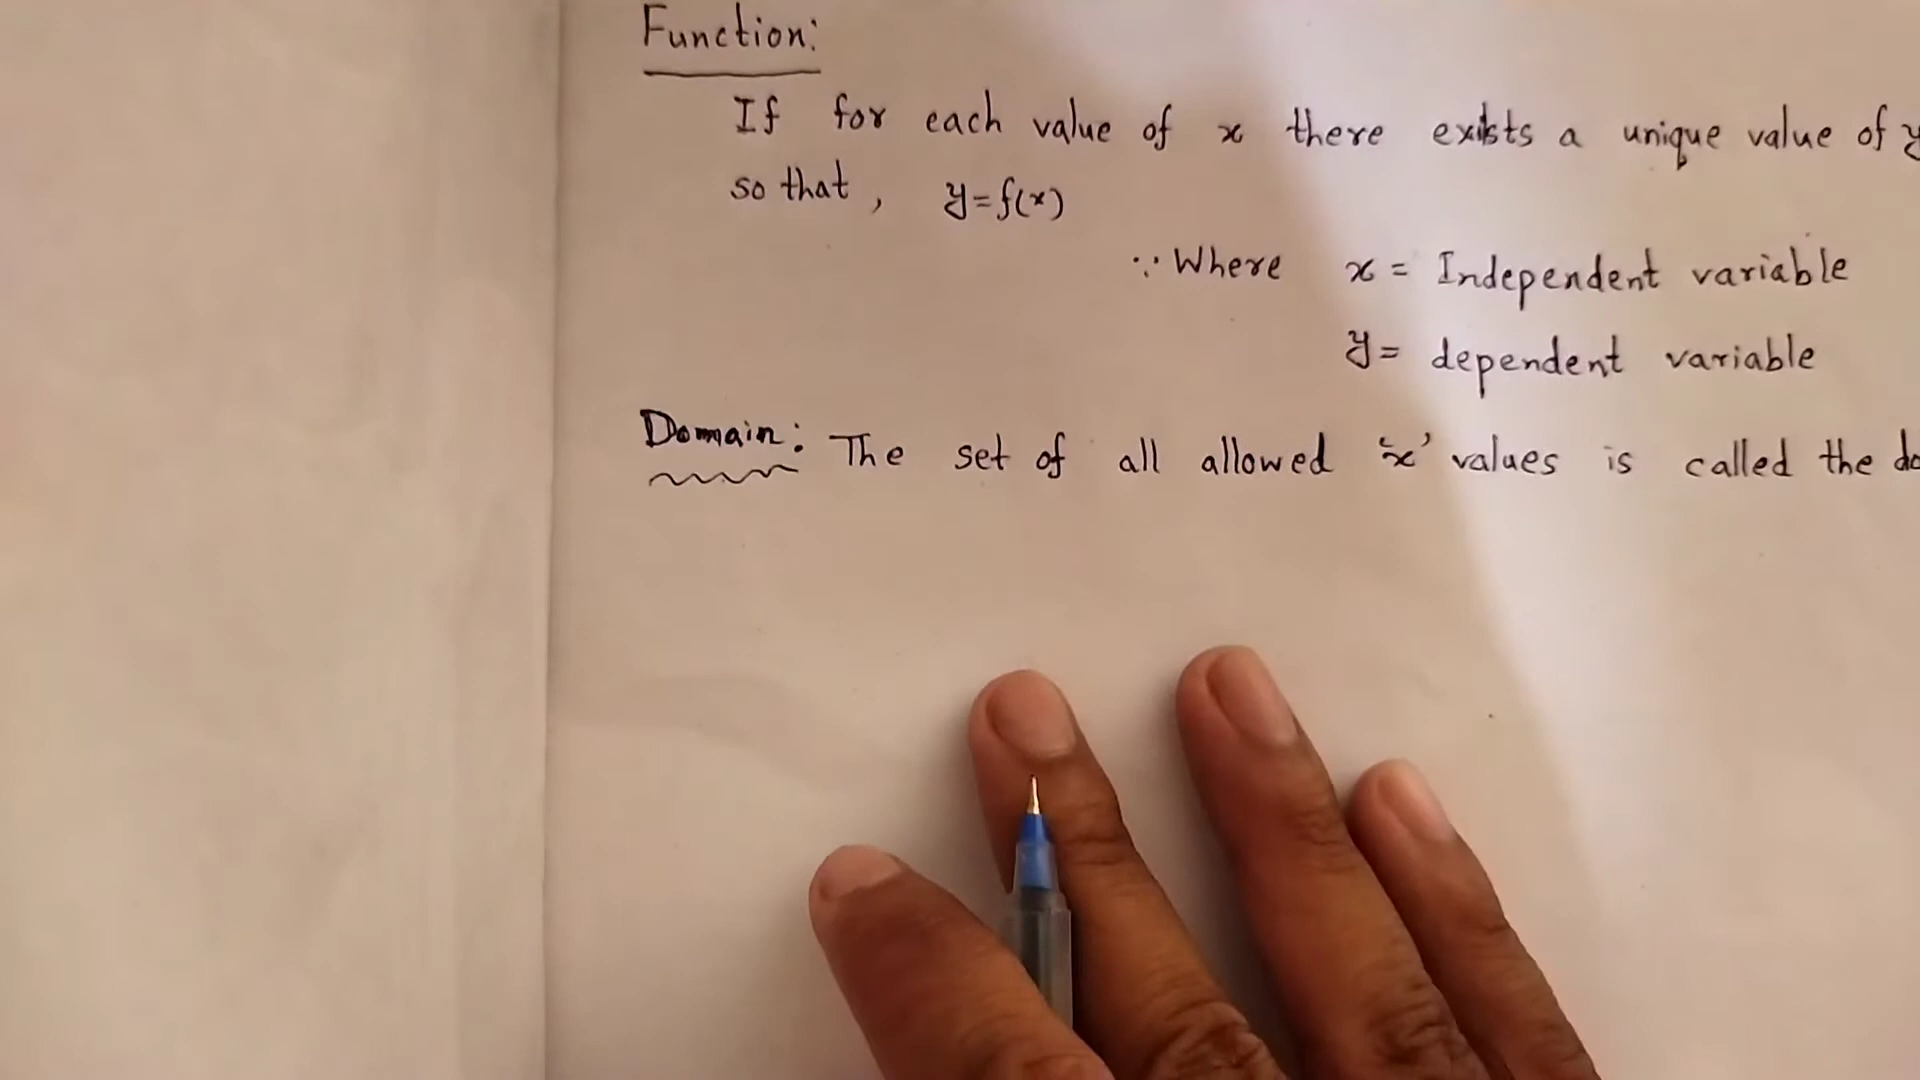 Function:
If for each value of x there exists a unique value of y
so that, y=f(x)
∵ Where x = Independent variable
y = dependent variable
Domain: The set of all allowed 'x' values is called the do